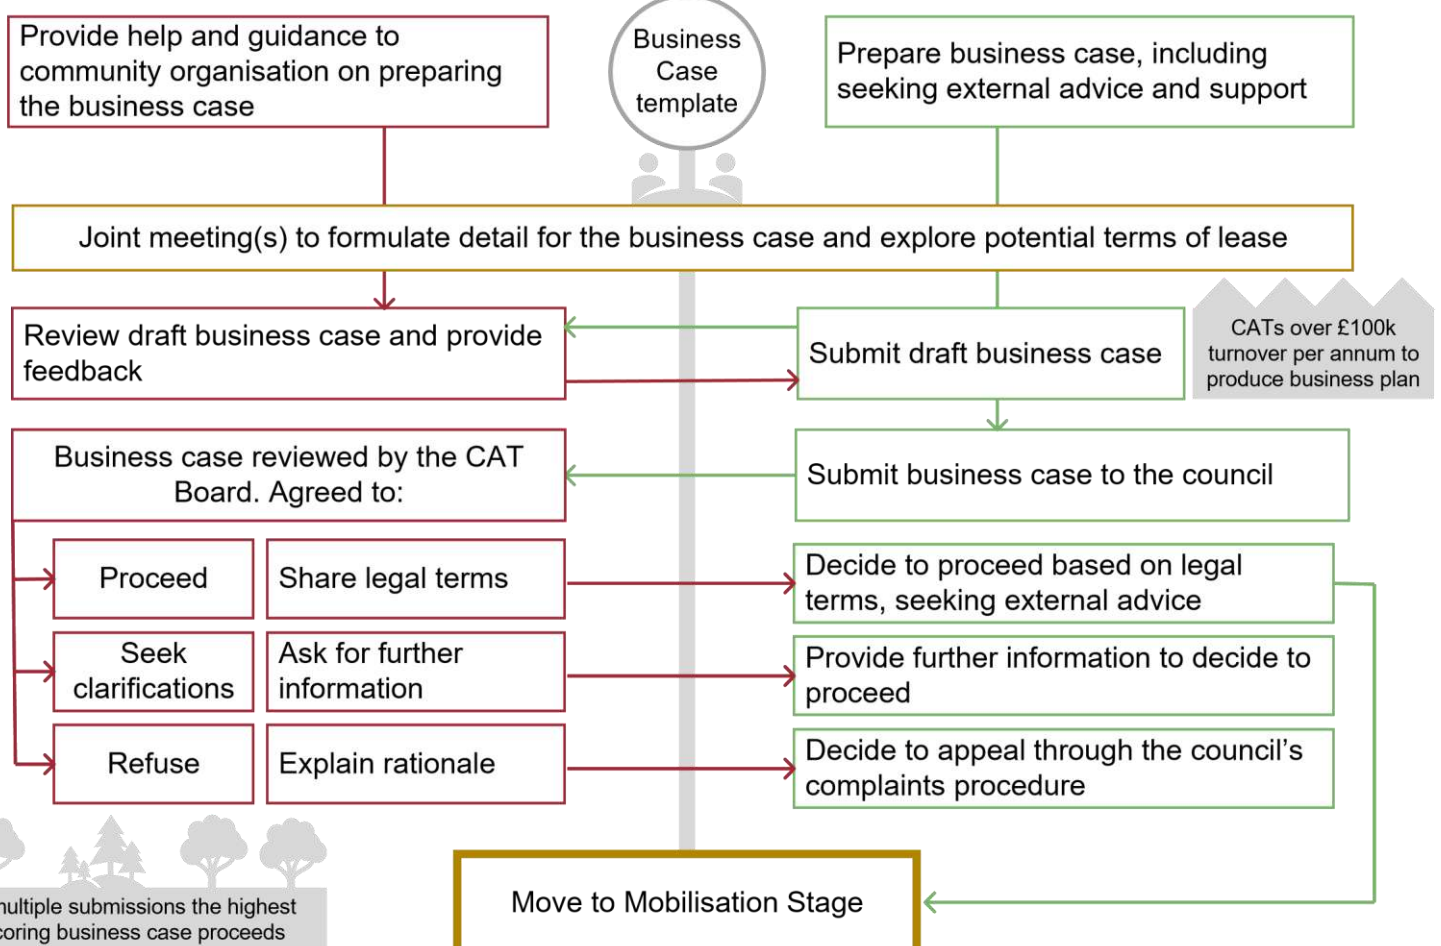 Provide help and guidance to
community organisation on preparing
the business case
Business
Case
template
Prepare business case, including
seeking external advice and support
Joint meeting(s) to formulate detail for the business case and explore potential terms of lease
Review draft business case and provide
feedback
Submit draft business case
CATs over £100k
turnover per annum to
produce business plan
Business case reviewed by the CAT
Board. Agreed to:
Submit business case to the council
Proceed
Share legal terms
Decide to proceed based on legal
terms, seeking external advice
Seek
clarifications
Ask for further
information
Provide further information to decide to
proceed
Refuse
Explain rationale
Decide to appeal through the council's
complaints procedure
multiple submissions the highest
coring business case proceeds
Move to Mobilisation Stage